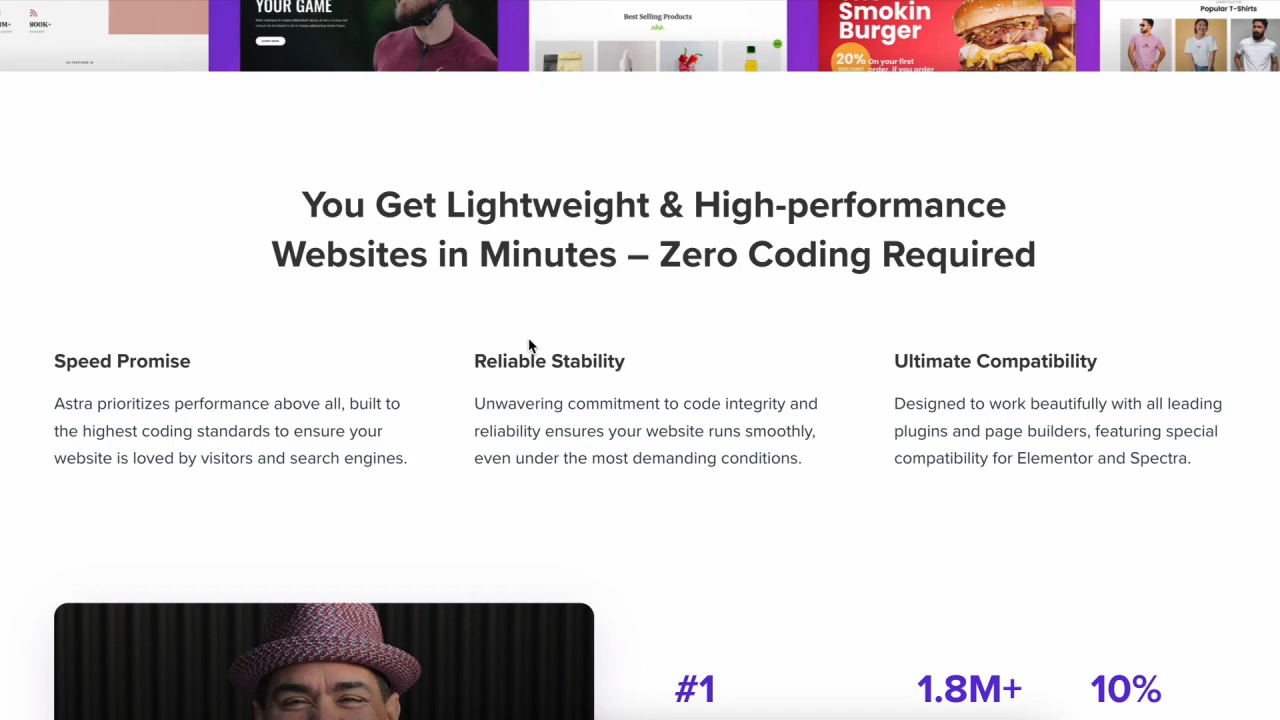 M+
800K+
AS FEATURED IN
YOUR GAME
Best Selling Products
Smokin
Burger
20% On your first
order, if you order
Popular T-Shirts
You Get Lightweight & High-performance
Websites in Minutes – Zero Coding Required
Speed Promise
Astra prioritizes performance above all, built to
the highest coding standards to ensure your
website is loved by visitors and search engines.
Reliable Stability
Unwavering commitment to code integrity and
reliability ensures your website runs smoothly,
even under the most demanding conditions.
Ultimate Compatibility
Designed to work beautifully with all leading
plugins and page builders, featuring special
compatibility for Elementor and Spectra.
#1
1.8M+
10%